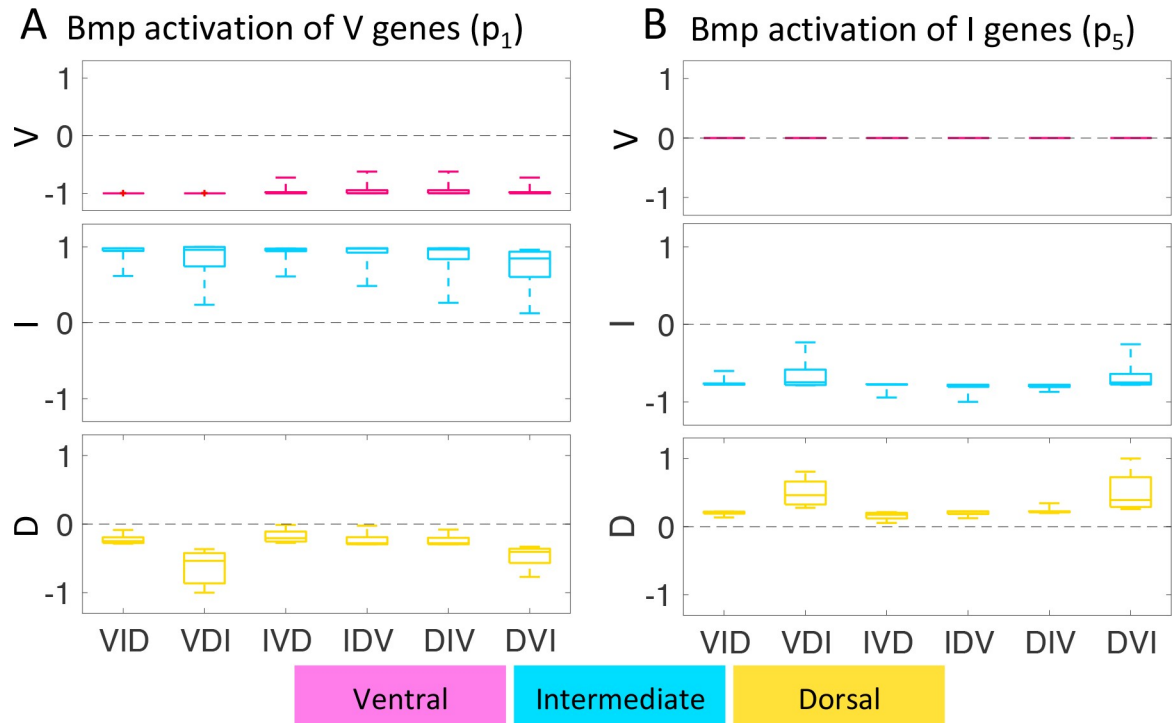 A Bmp activation of V genes (p1)
V
1
0
-1
I
1
0
-1
D
1
0
-1
VID VDI IVD IDV DIV DVI
B Bmp activation of I genes (p5)
V
1
0
-1
I
1
0
-1
D
1
0
-1
VID VDI IVD IDV DIV DVI
Ventral Intermediate Dorsal